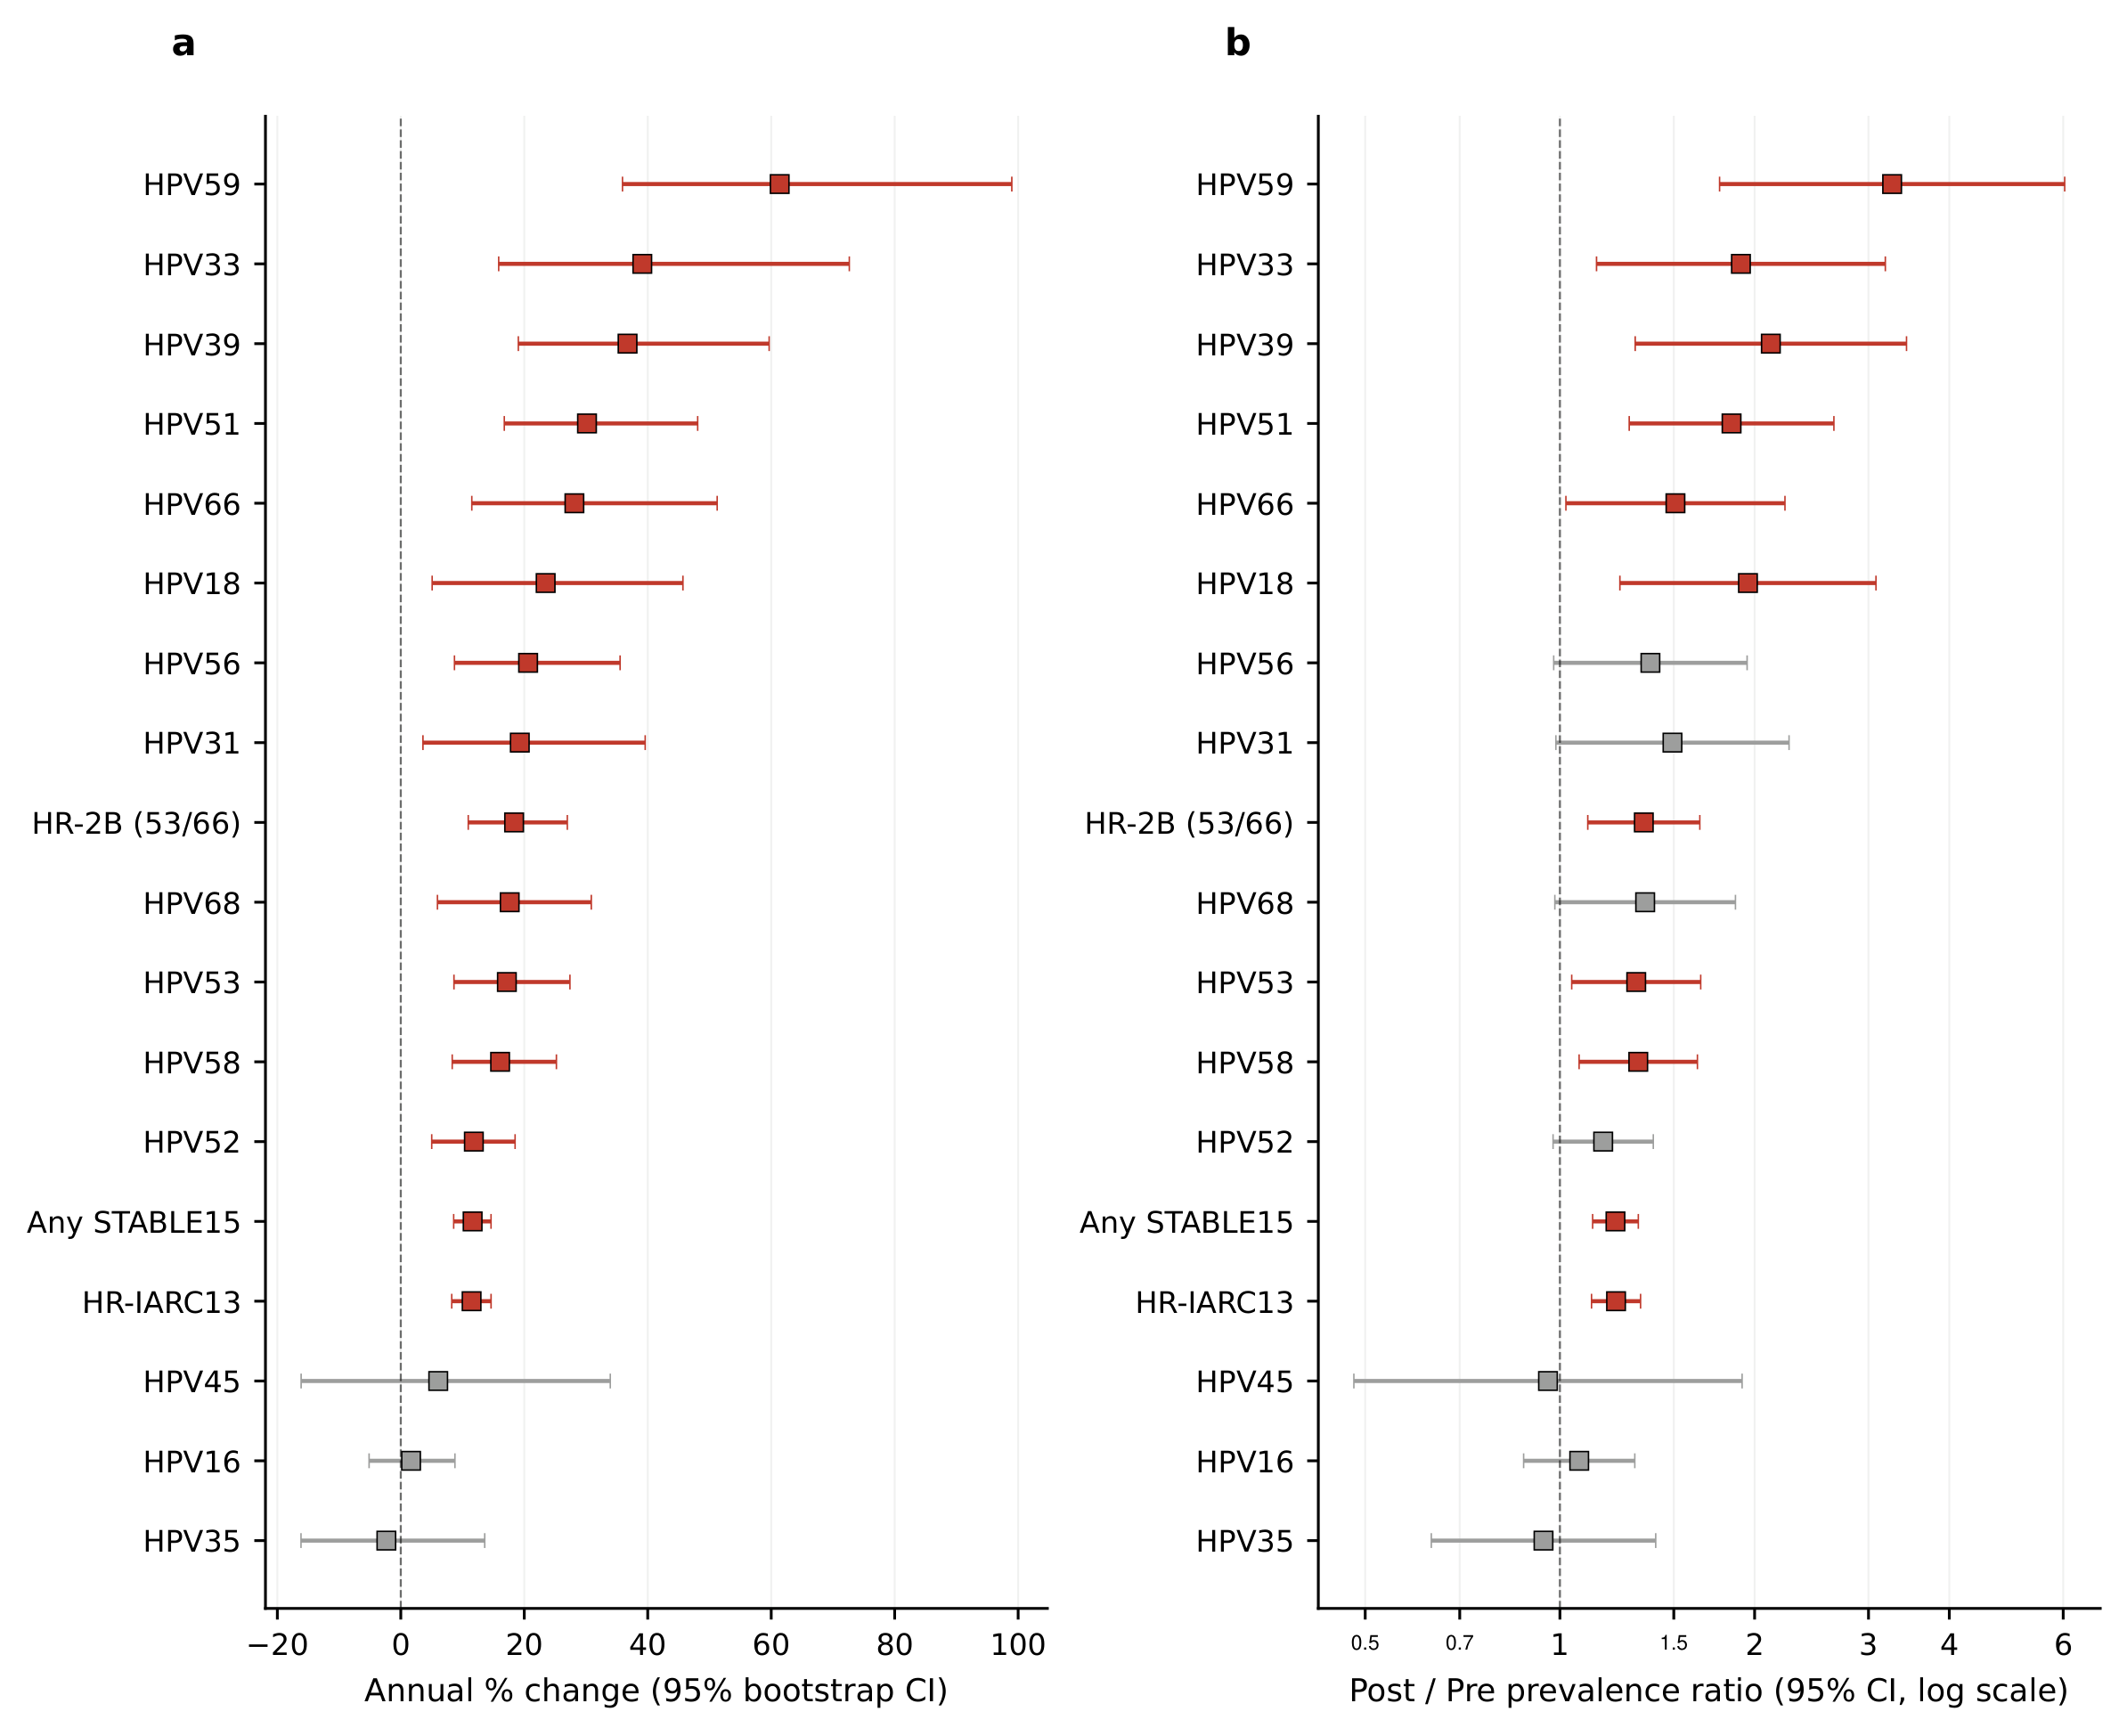 a
HPV59
HPV33
HPV39
HPV51
HPV66
HPV18
HPV56
HPV31
HR-2B (53/66)
HPV68
HPV53
HPV58
HPV52
Any STABLE15
HR-IARC13
HPV45
HPV16
HPV35
−20 0 20 40 60 80 100
Annual % change (95% bootstrap CI)
b
HPV59
HPV33
HPV39
HPV51
HPV66
HPV18
HPV56
HPV31
HR-2B (53/66)
HPV68
HPV53
HPV58
HPV52
Any STABLE15
HR-IARC13
HPV45
HPV16
HPV35
0.5 0.7 1 1.5 2 3 4 6
Post / Pre prevalence ratio (95% CI, log scale)